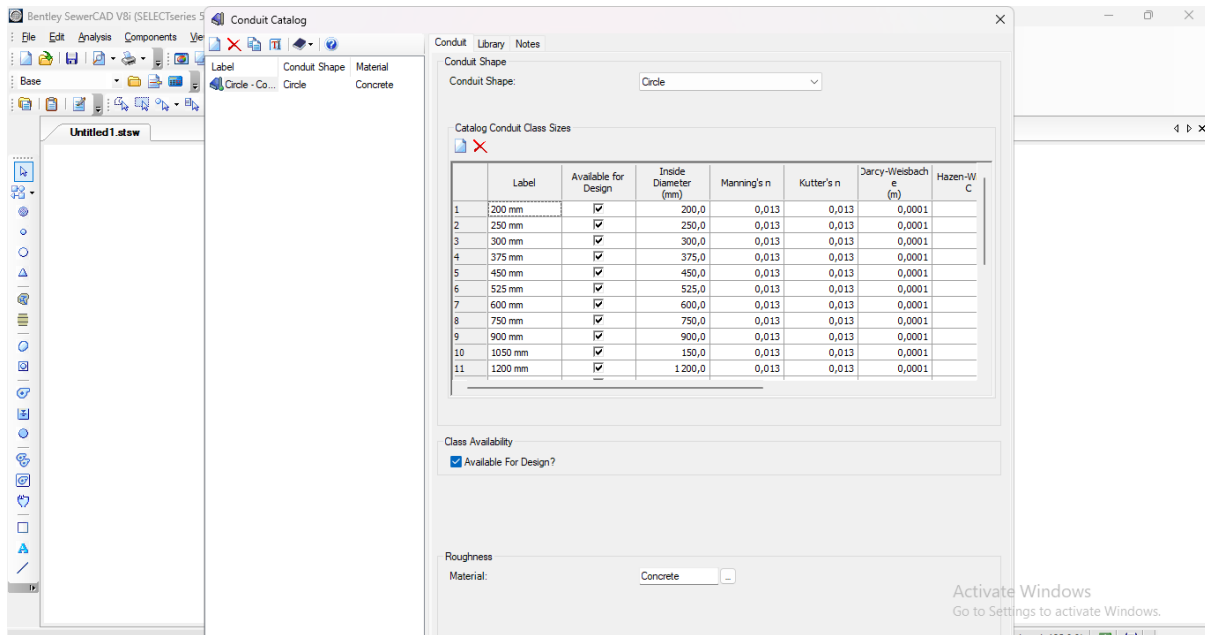 Bentley SewerCAD V8i (SELECTseries 5
Conduit Catalog
File Edit Analysis Components Vie
Base
Untitled1.stsw
Label Conduit Shape Material
Circle - Co... Circle Concrete
Conduit Library Notes
Conduit Shape
Conduit Shape: Circle
Catalog Conduit Class Sizes
Label Available for Design Inside Diameter (mm) Manning's n Kutter's n Darcy-Weisbach e (m) Hazen-W C
1 200 mm 200,0 0,013 0,013 0,0001
2 250 mm 250,0 0,013 0,013 0,0001
3 300 mm 300,0 0,013 0,013 0,0001
4 375 mm 375,0 0,013 0,013 0,0001
5 450 mm 450,0 0,013 0,013 0,0001
6 525 mm 525,0 0,013 0,013 0,0001
7 600 mm 600,0 0,013 0,013 0,0001
8 750 mm 750,0 0,013 0,013 0,0001
9 900 mm 900,0 0,013 0,013 0,0001
10 1050 mm 150,0 0,013 0,013 0,0001
11 1200 mm 1200,0 0,013 0,013 0,0001
Class Availability
Available For Design?
Roughness
Material: Concrete ...
Activate Windows
Go to Settings to activate Windows.